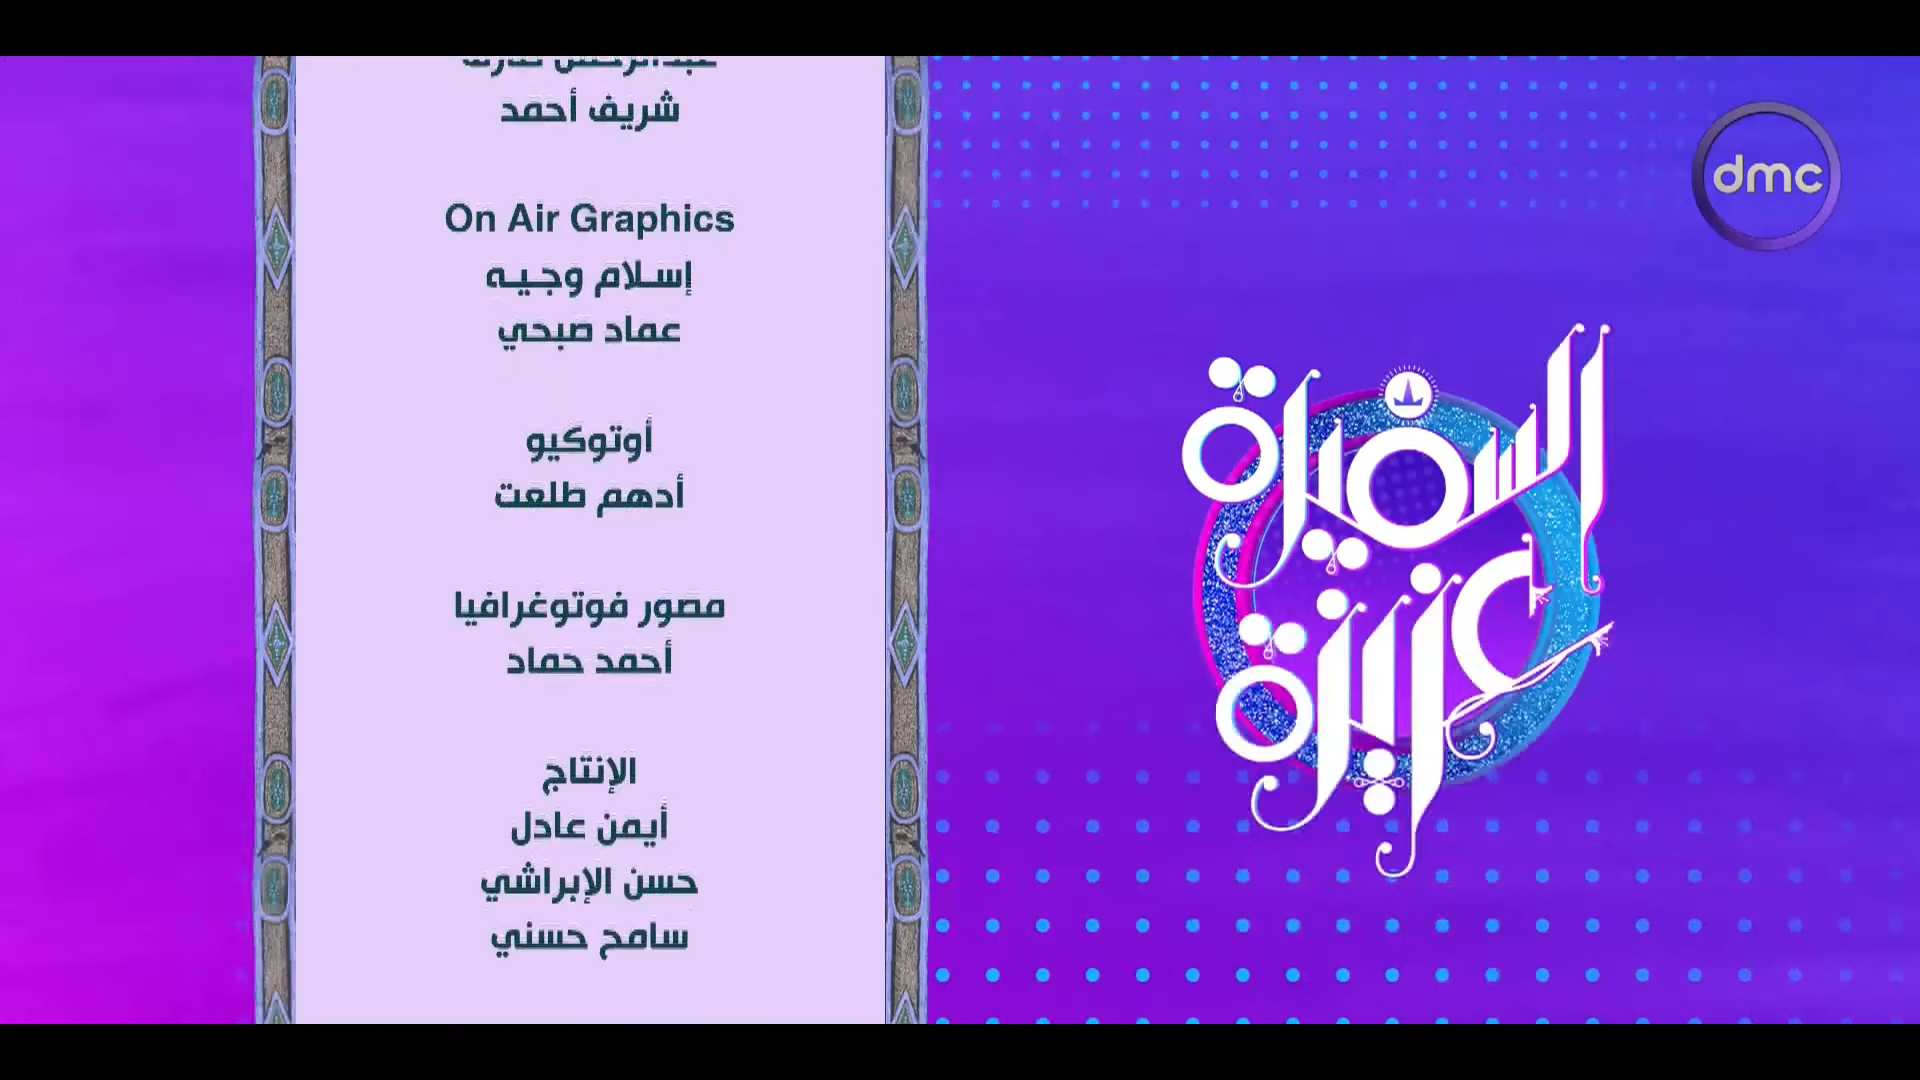 شريف أحمد
On Air Graphics
إسلام وجيه
عماد صبحي
أوتوكيو
أدهم طلعت
مصور فوتوغرافيا
أحمد حماد
الإنتاج
أيمن عادل
حسن الإبراشي
سامح حسني
dmc
السفيرة
عزيزة